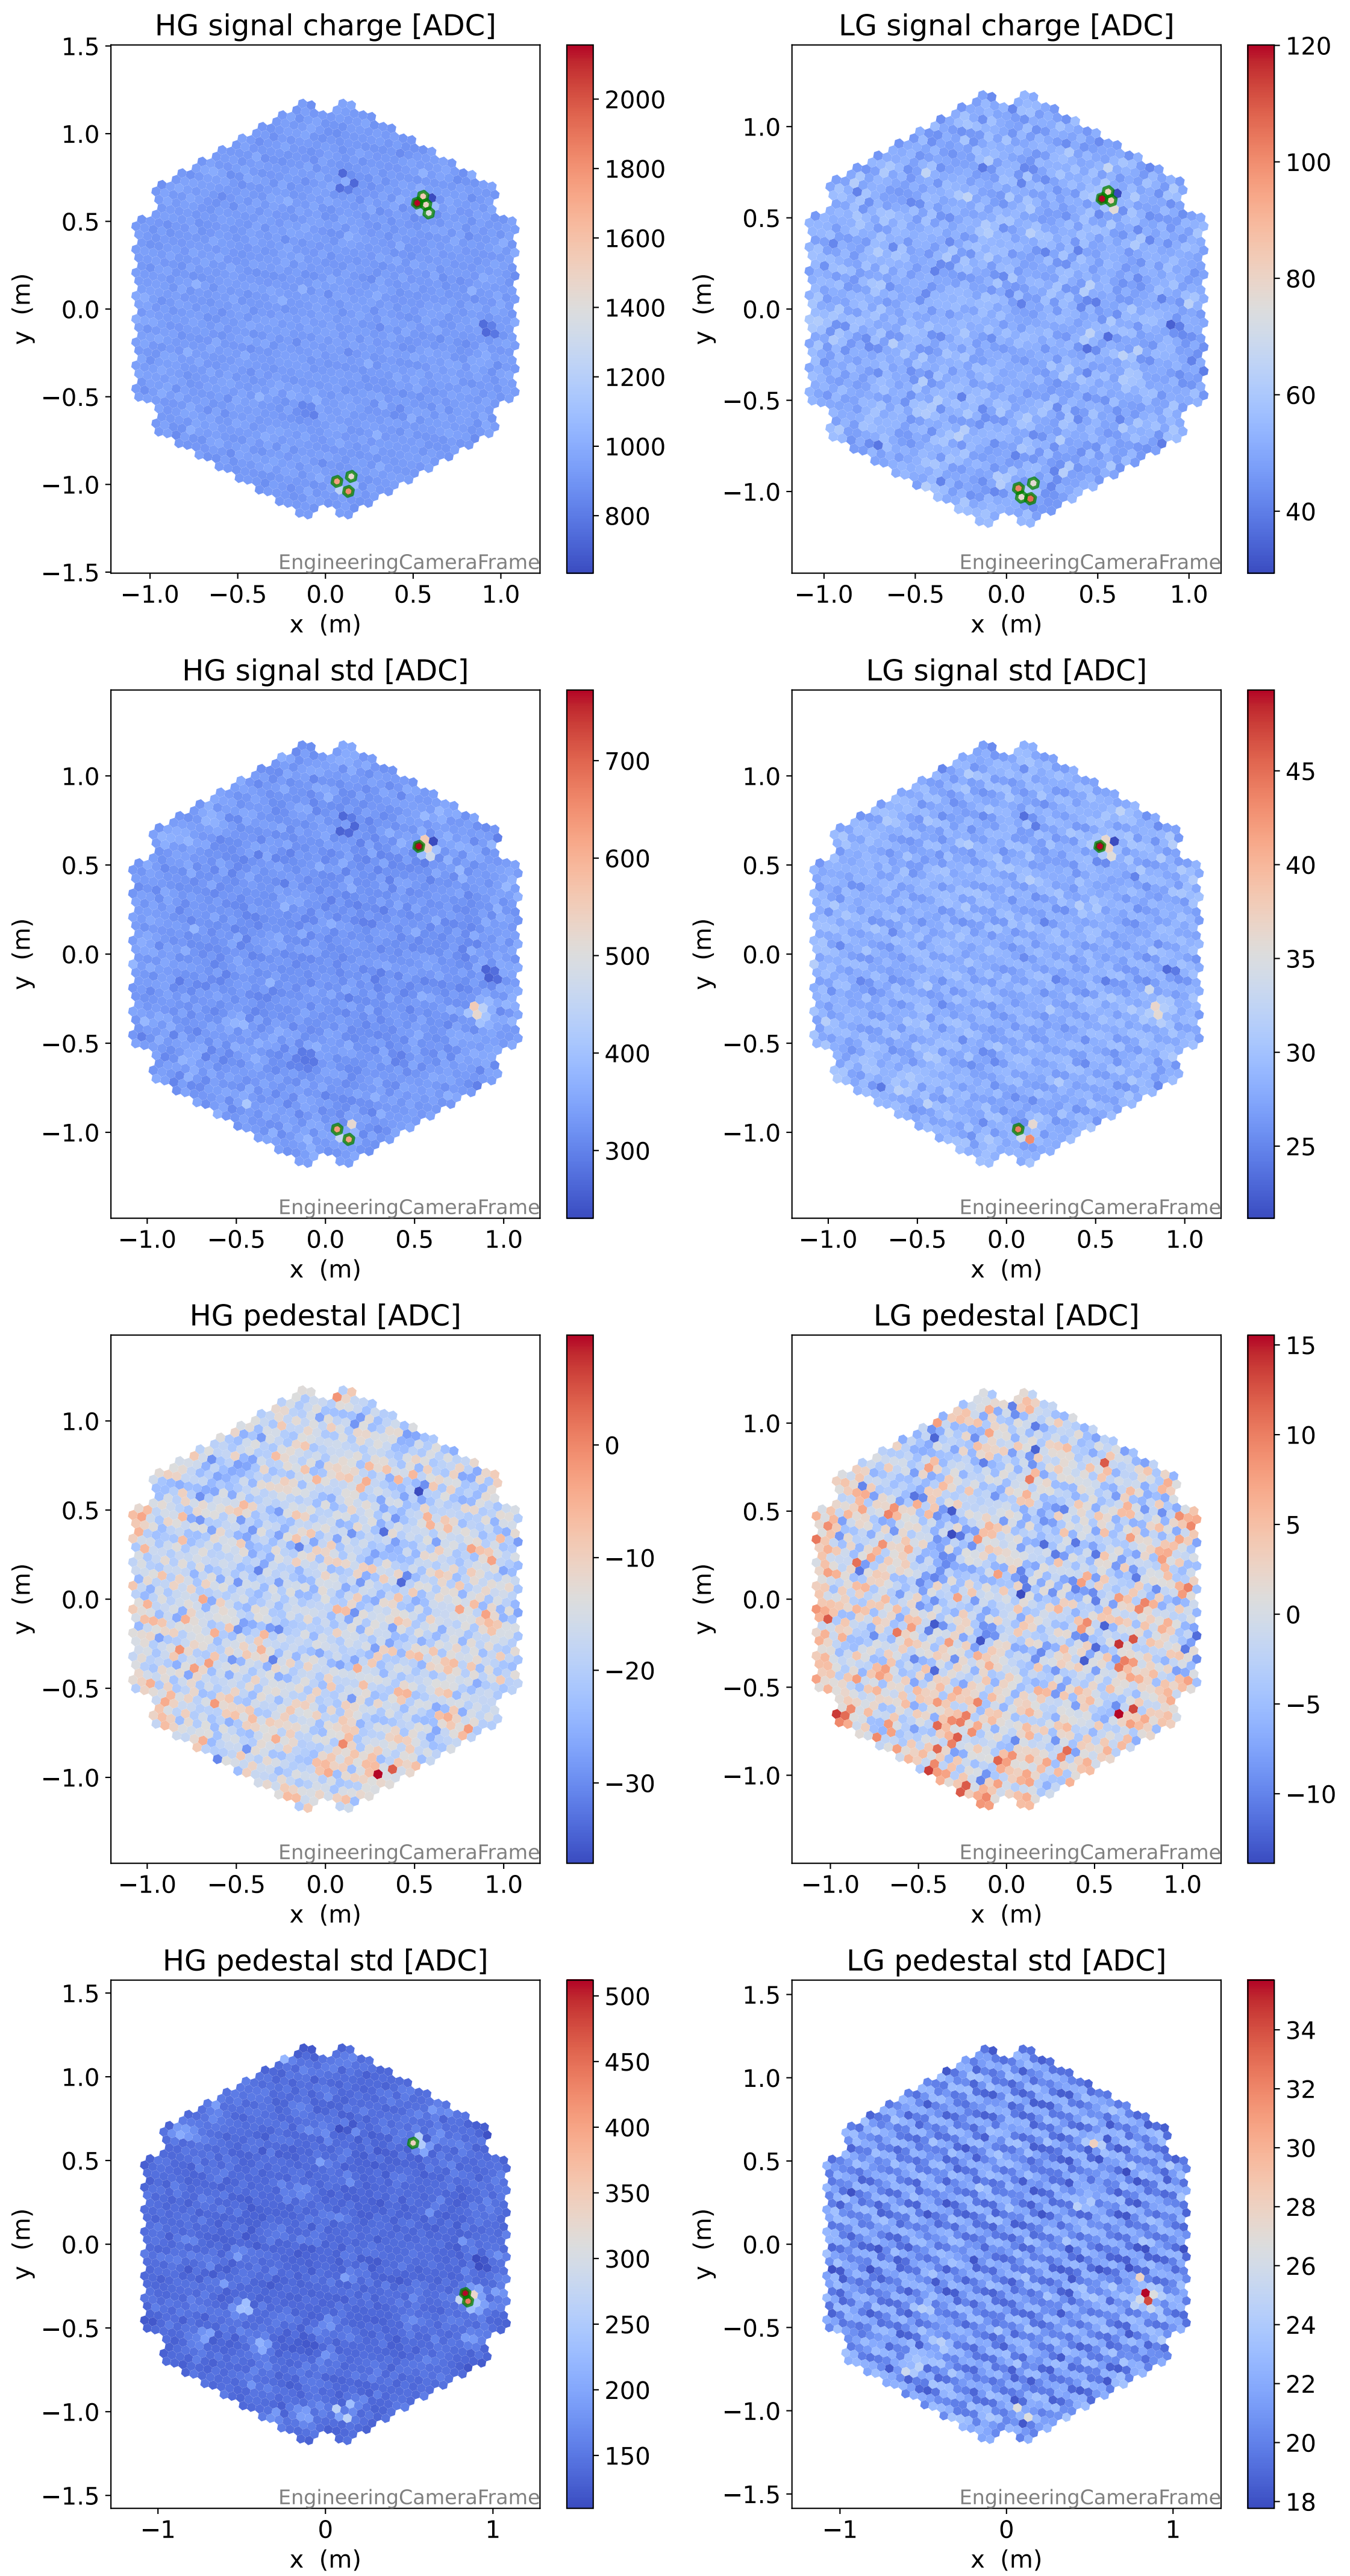 HG signal charge [ADC]
1.5
1.0
0.5
0.0
−0.5
−1.0
−1.5
y (m)
−1.0 −0.5 0.0 0.5 1.0
x (m)
EngineeringCameraFrame
2000
1800
1600
1400
1200
1000
800
LG signal charge [ADC]
1.0
0.5
0.0
−0.5
−1.0
y (m)
−1.0 −0.5 0.0 0.5 1.0
x (m)
EngineeringCameraFrame
120
100
80
60
40
HG signal std [ADC]
1.0
0.5
0.0
−0.5
−1.0
y (m)
−1.0 −0.5 0.0 0.5 1.0
x (m)
EngineeringCameraFrame
700
600
500
400
300
LG signal std [ADC]
1.0
0.5
0.0
−0.5
−1.0
y (m)
−1.0 −0.5 0.0 0.5 1.0
x (m)
EngineeringCameraFrame
45
40
35
30
25
HG pedestal [ADC]
1.0
0.5
0.0
−0.5
−1.0
y (m)
−1.0 −0.5 0.0 0.5 1.0
x (m)
EngineeringCameraFrame
0
−10
−20
−30
LG pedestal [ADC]
1.0
0.5
0.0
−0.5
−1.0
y (m)
−1.0 −0.5 0.0 0.5 1.0
x (m)
EngineeringCameraFrame
15
10
5
0
−5
−10
HG pedestal std [ADC]
1.5
1.0
0.5
0.0
−0.5
−1.0
−1.5
y (m)
−1 0 1
x (m)
EngineeringCameraFrame
500
450
400
350
300
250
200
150
LG pedestal std [ADC]
1.5
1.0
0.5
0.0
−0.5
−1.0
−1.5
y (m)
−1 0 1
x (m)
EngineeringCameraFrame
34
32
30
28
26
24
22
20
18